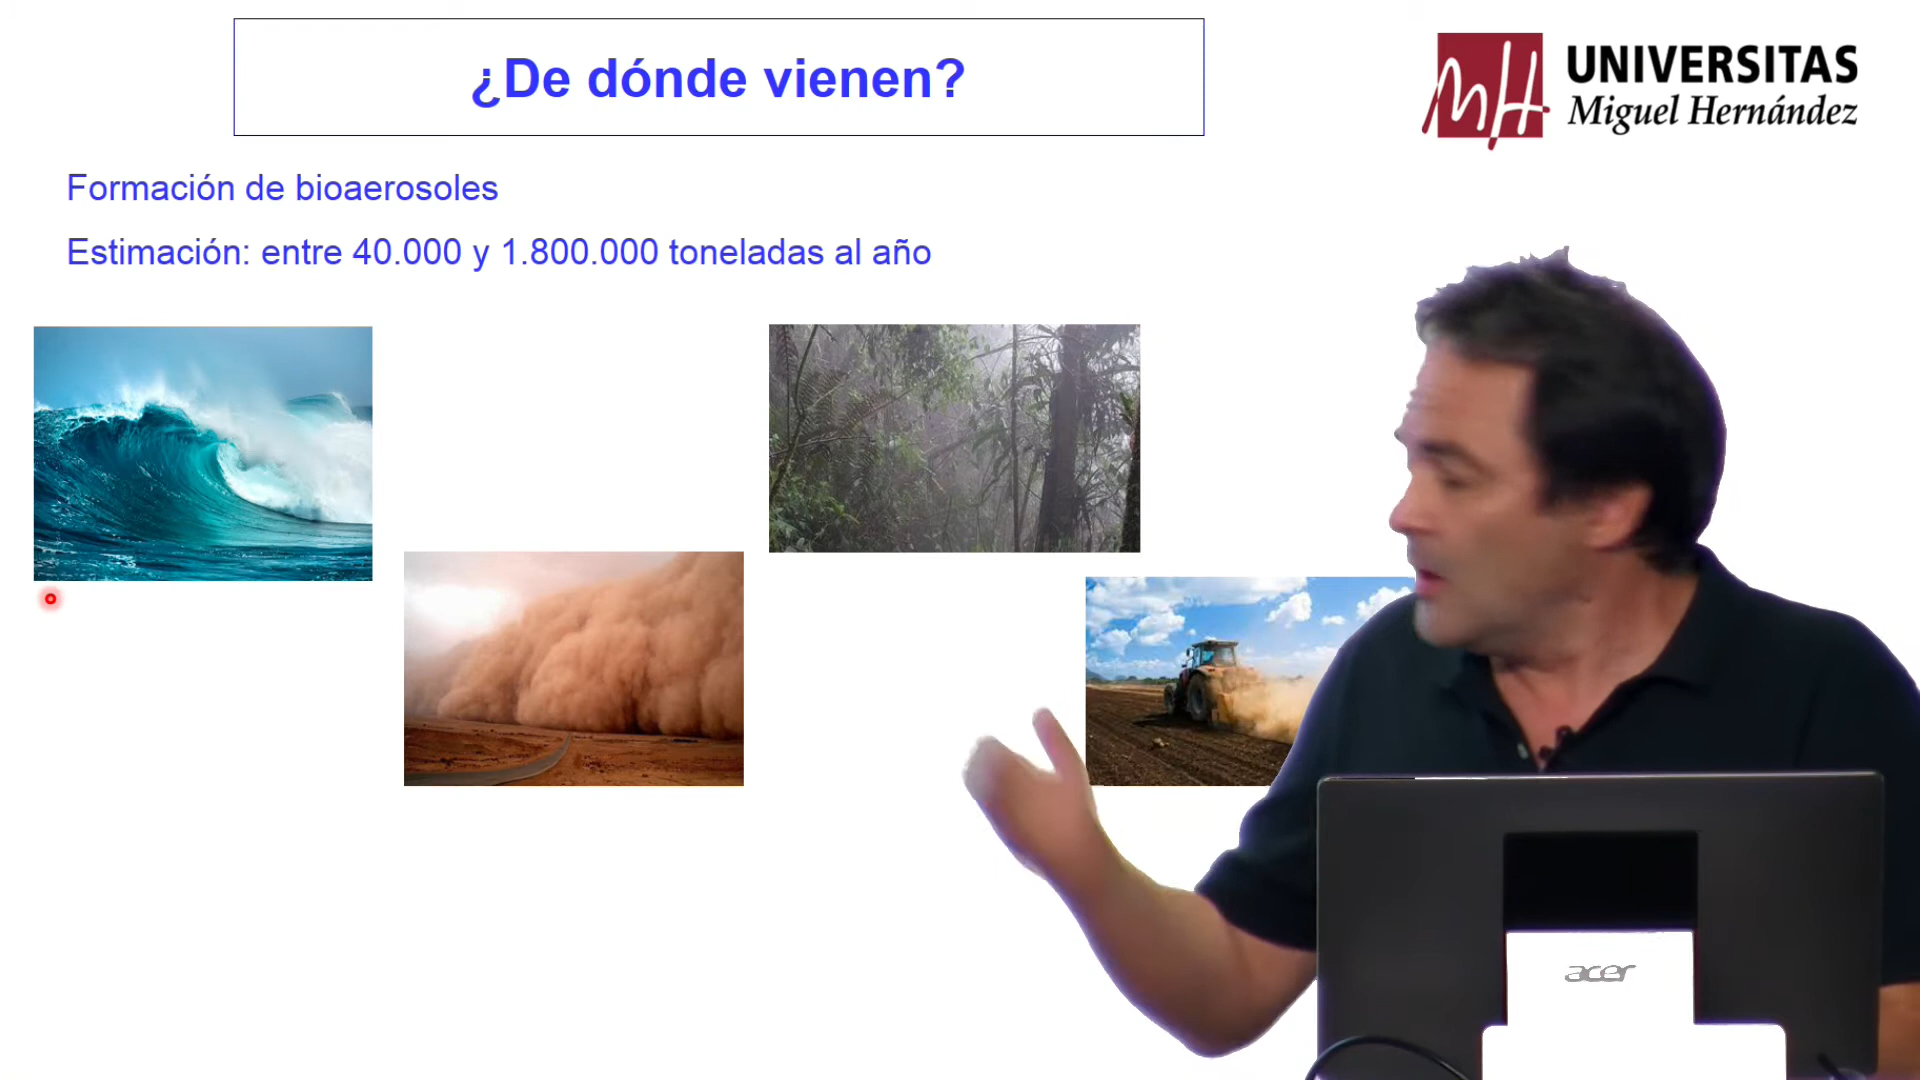 ¿De dónde vienen?
UNIVERSITAS
Miguel Hernández
Formación de bioaerosoles
Estimación: entre 40.000 y 1.800.000 toneladas al año
acer